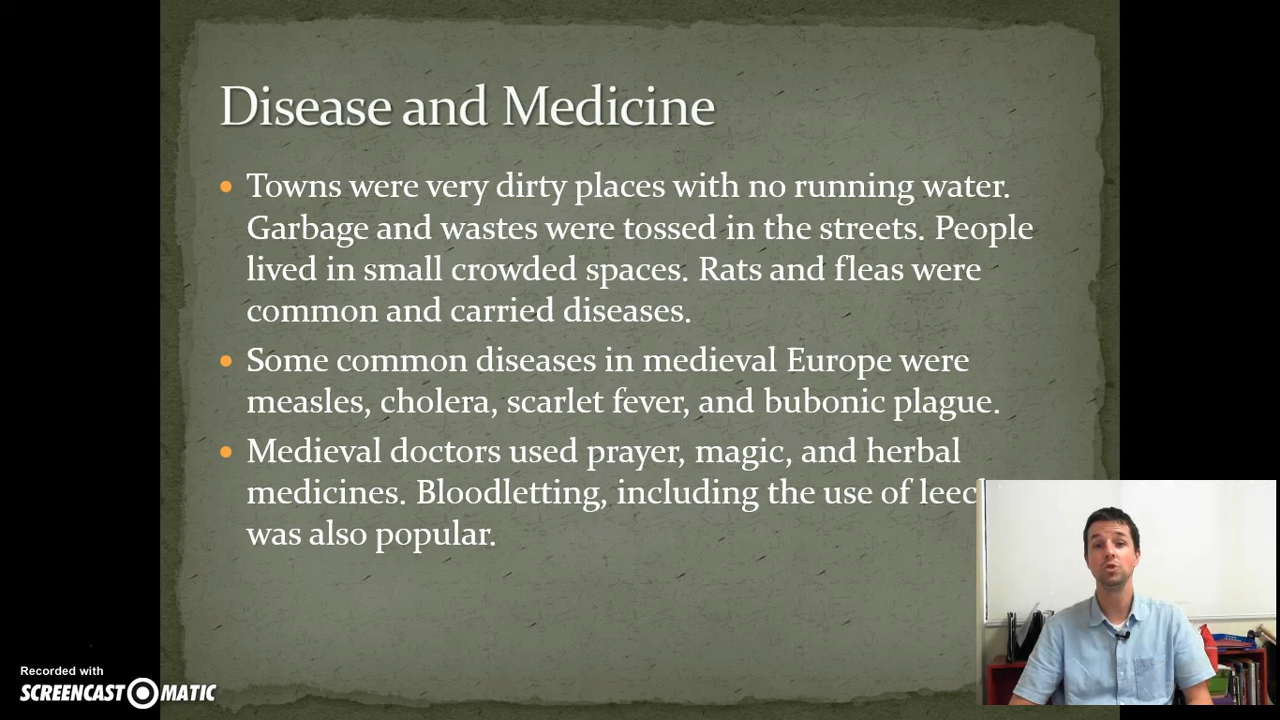 Disease and Medicine
• Towns were very dirty places with no running water.
Garbage and wastes were tossed in the streets. People
lived in small crowded spaces. Rats and fleas were
common and carried diseases.
• Some common diseases in medieval Europe were
measles, cholera, scarlet fever, and bubonic plague.
• Medieval doctors used prayer, magic, and herbal
medicines. Bloodletting, including the use of leec
was also popular.
Recorded with
SCREENCAST-O-MATIC